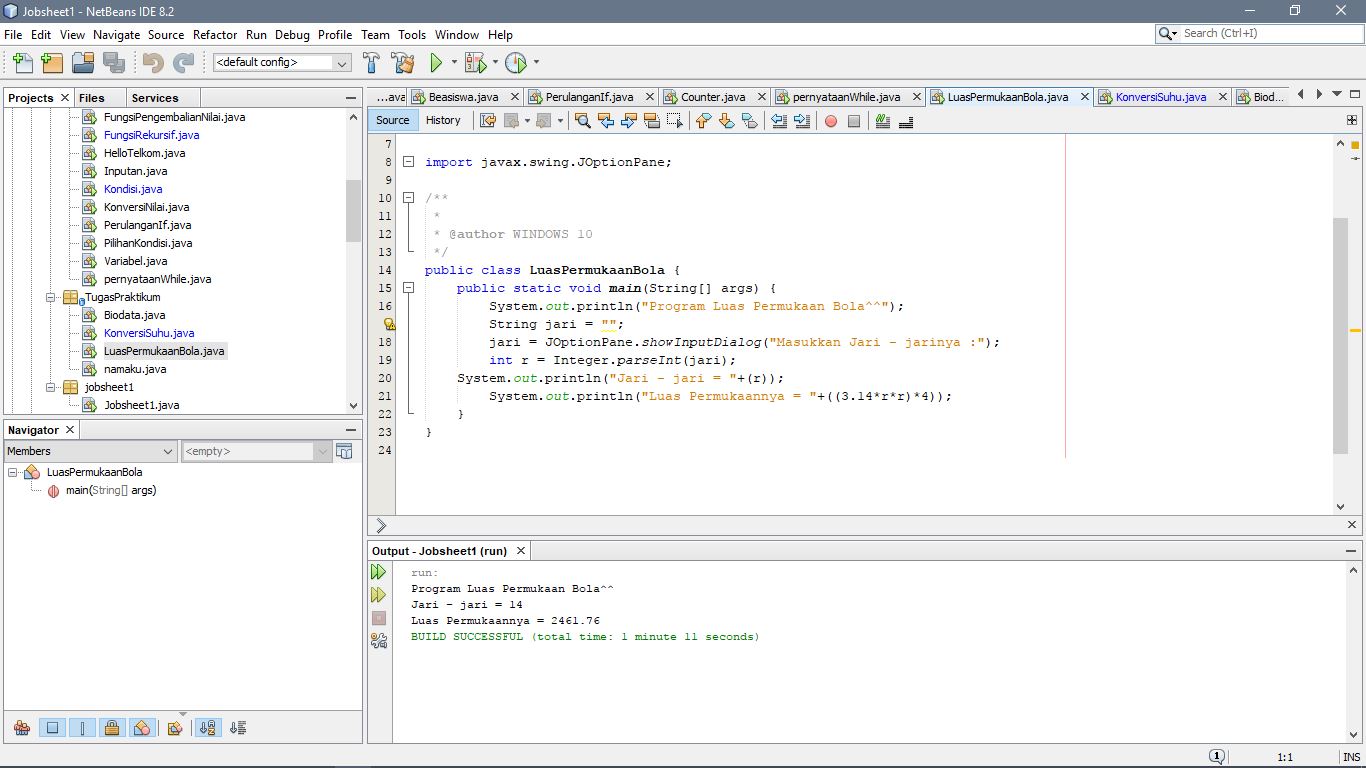 Jobsheet1 - NetBeans IDE 8.2
File Edit View Navigate Source Refactor Run Debug Profile Team Tools Window Help
Search (Ctrl+I)
<default config>
Projects Files Services
FungsiPengembalianNilai.java
FungsiRekursif.java
HelloTelkom.java
Inputan.java
Kondisi.java
KonversiNilai.java
PerulanganIf.java
PilihanKondisi.java
Variabel.java
pernyataanWhile.java
TugasPraktikum
Biodata.java
KonversiSuhu.java
LuasPermukaanBola.java
namaku.java
jobsheet1
Jobsheet1.java
Navigator
Members <empty>
LuasPermukaanBola
main(String[] args)
...ava Beasiswa.java PerulanganIf.java Counter.java pernyataanWhile.java LuasPermukaanBola.java KonversiSuhu.java Biod...
Source History
7
8 import javax.swing.JOptionPane;
9
10 /**
11 *
12 * @author WINDOWS 10
13 */
14 public class LuasPermukaanBola {
15 public static void main(String[] args) {
16 System.out.println("Program Luas Permukaan Bola^^");
String jari = "";
18 jari = JOptionPane.showInputDialog("Masukkan Jari - jarinya :");
19 int r = Integer.parseInt(jari);
20 System.out.println("Jari - jari = "+(r));
21 System.out.println("Luas Permukaannya = "+((3.14*r*r)*4));
22 }
23 }
24
Output - Jobsheet1 (run)
run:
Program Luas Permukaan Bola^^
Jari - jari = 14
Luas Permukaannya = 2461.76
BUILD SUCCESSFUL (total time: 1 minute 11 seconds)
1 1:1 INS